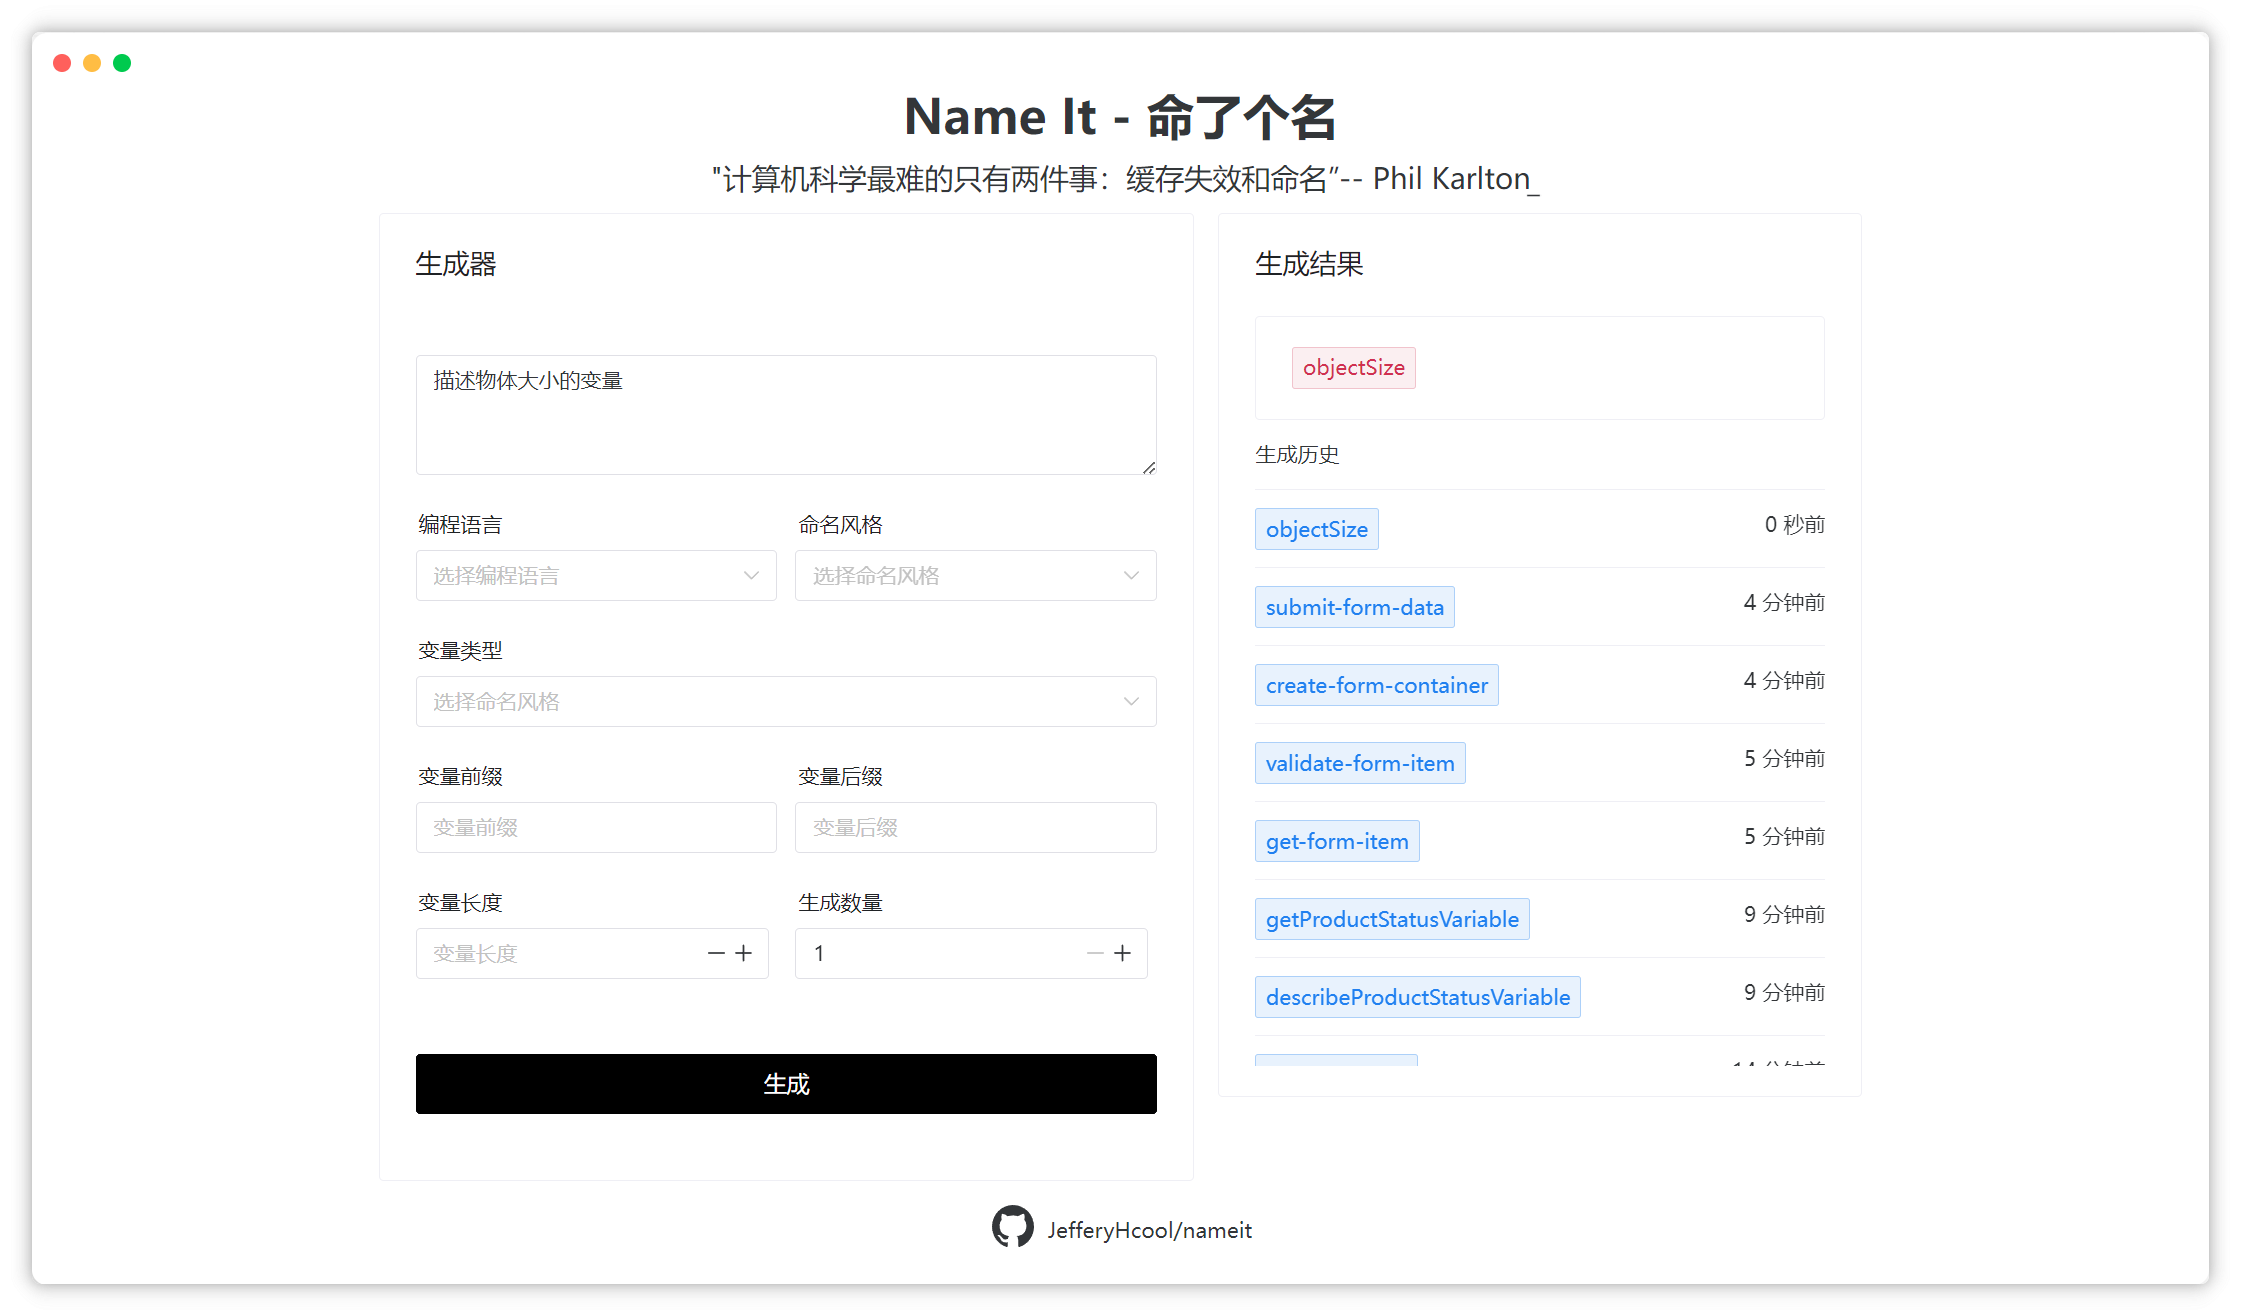 Name It - 命了个名
"计算机科学最难的只有两件事：缓存失效和命名”-- Phil Karlton_
生成器
描述物体大小的变量
编程语言
命名风格
选择编程语言
选择命名风格
变量类型
选择命名风格
变量前缀
变量后缀
变量前缀
变量后缀
变量长度
生成数量
变量长度
1
生成
生成结果
objectSize
生成历史
objectSize
0 秒前
submit-form-data
4 分钟前
create-form-container
4 分钟前
validate-form-item
5 分钟前
get-form-item
5 分钟前
getProductStatusVariable
9 分钟前
describeProductStatusVariable
9 分钟前
JefferyHcool/nameit